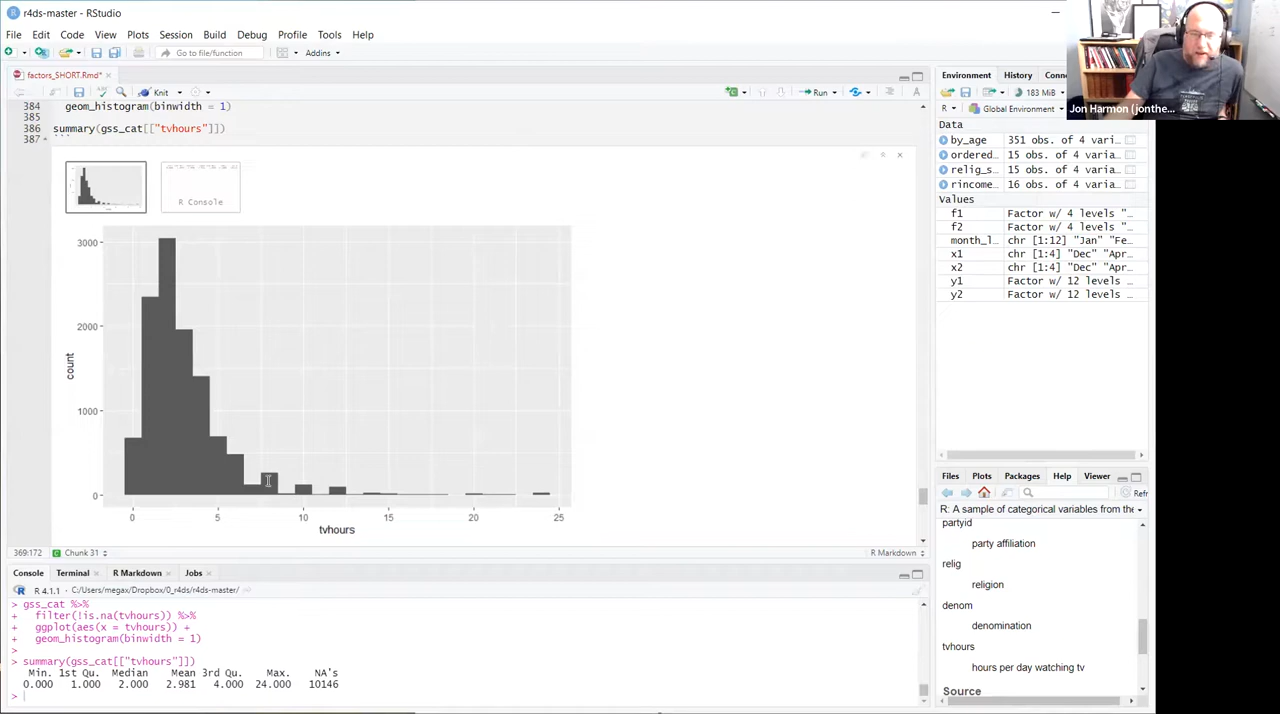 r4ds-master - RStudio
File Edit Code View Plots Session Build Debug Profile Tools Help
Go to file/function Addins
factors_SHORT.Rmd*
Knit Run
384 geom_histogram(binwidth = 1)
385
386 summary(gss_cat[["tvhours"]])
387 ```
R Console
3000
2000
1000
0
count
0 5 10 15 20 25
tvhours
369:172 Chunk 31 R Markdown
Console Terminal R Markdown Jobs
R 4.1.1 · C:/Users/megax/Dropbox/0_r4ds/r4ds-master/
> gss_cat %>%
+ filter(!is.na(tvhours)) %>%
+ ggplot(aes(x = tvhours)) +
+ geom_histogram(binwidth = 1)
>
> summary(gss_cat[["tvhours"]])
Min. 1st Qu. Median Mean 3rd Qu. Max. NA's
0.000 1.000 2.000 2.981 4.000 24.000 10146
>
Environment History Conn
183 MiB
R Global Environment
Data
by_age 351 obs. of 4 vari…
ordered… 15 obs. of 4 varia…
relig_s… 15 obs. of 4 varia…
rincome… 16 obs. of 4 varia…
Values
f1 Factor w/ 4 levels "…
f2 Factor w/ 4 levels "…
month_l… chr [1:12] "Jan" "Fe…
x1 chr [1:4] "Dec" "Apr…
x2 chr [1:4] "Dec" "Apr…
y1 Factor w/ 12 levels …
y2 Factor w/ 12 levels …
Jon Harmon (jonthe
Files Plots Packages Help Viewer
Refr
R: A sample of categorical variables from the
partyid
party affiliation
relig
religion
denom
denomination
tvhours
hours per day watching tv
Source